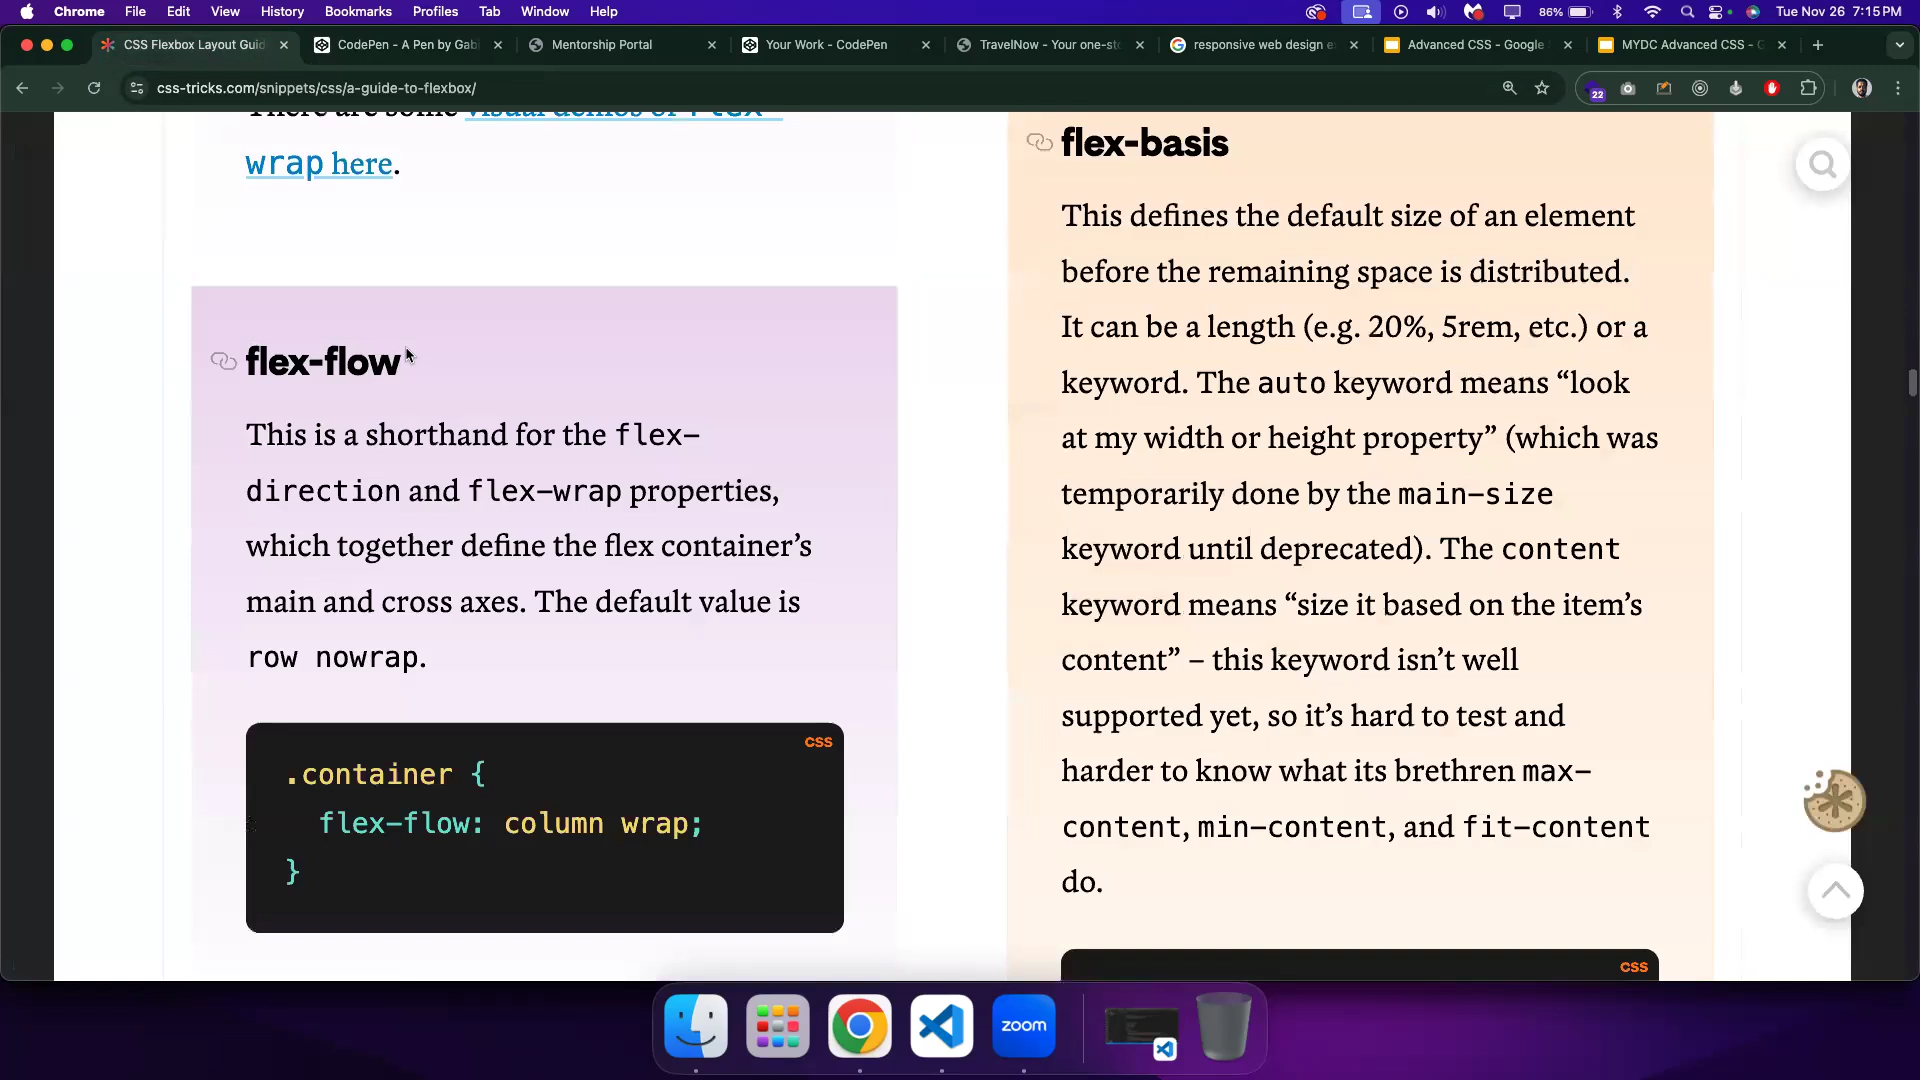 Chrome File Edit View History Bookmarks Profiles Tab Window Help 86% Tue Nov 26 7:15 PM
CSS Flexbox Layout Guid CodePen - A Pen by Gab Mentorship Portal Your Work - CodePen TravelNow - Your one-st responsive web design e Advanced CSS - Google MYDC Advanced CSS - G
css-tricks.com/snippets/css/a-guide-to-flexbox/ 22
There are some visual demos of flex-
wrap here.
flex-flow
This is a shorthand for the flex-
direction and flex-wrap properties,
which together define the flex container’s
main and cross axes. The default value is
row nowrap.
CSS
.container {
flex-flow: column wrap;
}
flex-basis
This defines the default size of an element
before the remaining space is distributed.
It can be a length (e.g. 20%, 5rem, etc.) or a
keyword. The auto keyword means “look
at my width or height property” (which was
temporarily done by the main-size
keyword until deprecated). The content
keyword means “size it based on the item’s
content” – this keyword isn’t well
supported yet, so it’s hard to test and
harder to know what its brethren max-
content, min-content, and fit-content
do.
CSS
zoom